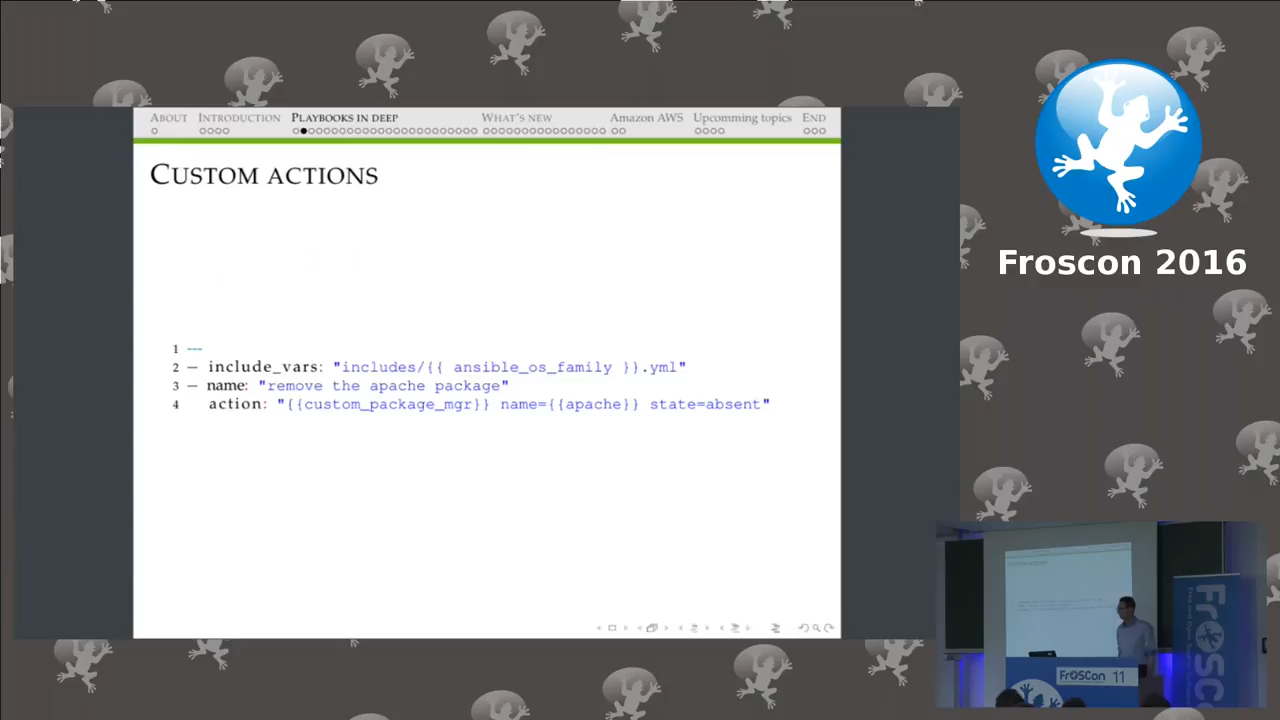 ABOUT INTRODUCTION PLAYBOOKS IN DEEP WHAT'S NEW Amazon AWS Upcomming topics END
CUSTOM ACTIONS
1 ---
2 – include_vars: "includes/{{ ansible_os_family }}.yml"
3 – name: "remove the apache package"
4 action: "{{custom_package_mgr}} name={{apache}} state=absent"
Froscon 2016
FrOSCon 11
FrOSC